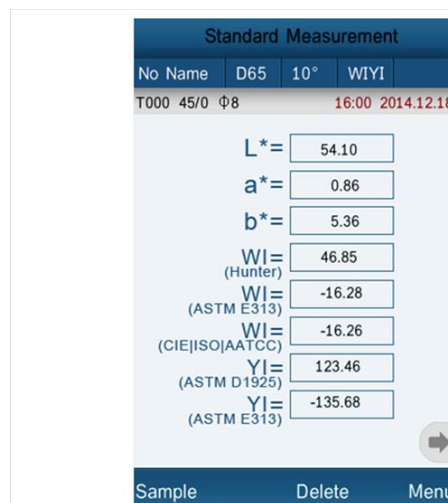 Standard Measurement
No Name D65 10° WIYI
T000 45/0 Φ8 16:00 2014.12.18
L*= 54.10
a*= 0.86
b*= 5.36
WI= 46.85
(Hunter)
WI= -16.28
(ASTM E313)
WI= -16.26
(CIE|ISO|AATCC)
YI= 123.46
(ASTM D1925)
YI= -135.68
(ASTM E313)
Sample Delete Menu